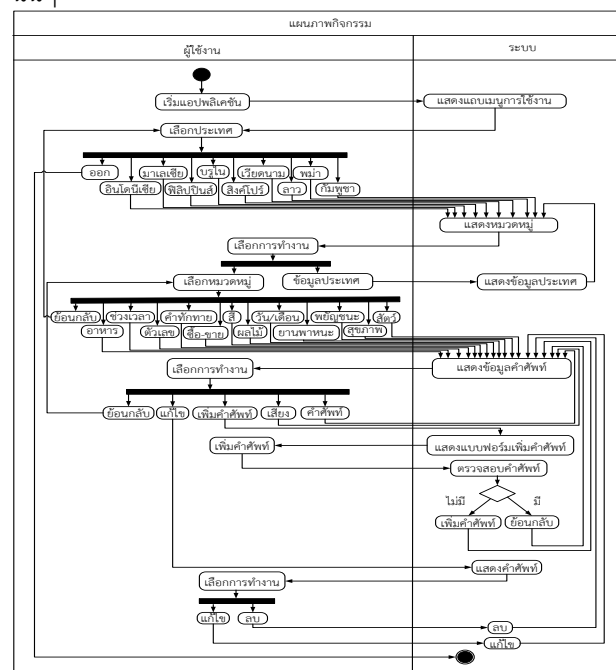 แผนภาพกิจกรรม
ผู้ใช้งาน ระบบ
เริ่มแอปพลิเคชัน แสดงแถบเมนูการใช้งาน
เลือกประเทศ
ออก มาเลเซีย บรูไน เวียดนาม พม่า
อินโดนีเซีย ฟิลิปปินส์ สิงคโปร์ ลาว กัมพูชา
แสดงหมวดหมู่
เลือกการทำงาน
เลือกหมวดหมู่ ข้อมูลประเทศ แสดงข้อมูลประเทศ
ย้อนกลับ ช่วงเวลา คำทักทาย สี วัน/เดือน พยัญชนะ สัตว์
อาหาร ตัวเลข ซื้อ-ขาย ผลไม้ ยานพาหนะ สุขภาพ
เลือกการทำงาน แสดงข้อมูลคำศัพท์
ย้อนกลับ แก้ไข เพิ่มคำศัพท์ เสียง คำศัพท์
เพิ่มคำศัพท์ แสดงแบบฟอร์มเพิ่มคำศัพท์
ตรวจสอบคำศัพท์
ไม่มี มี
เพิ่มคำศัพท์ ย้อนกลับ
แสดงคำศัพท์
เลือกการทำงาน
แก้ไข ลบ
ลบ
แก้ไข